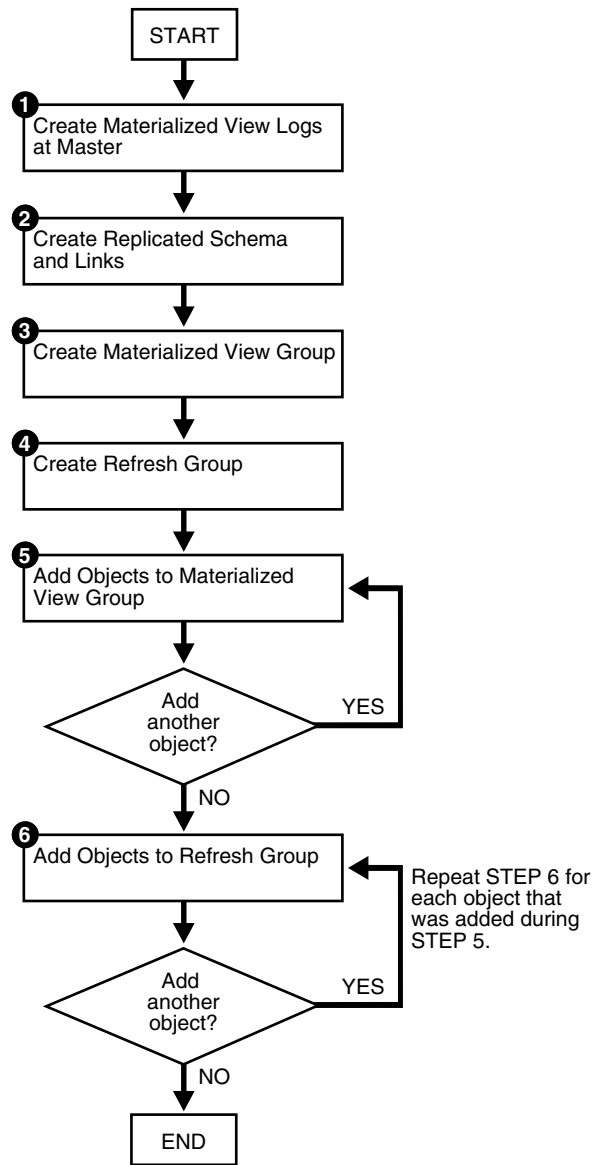 START
1
Create Materialized View Logs
at Master
2
Create Replicated Schema
and Links
3
Create Materialized View Group
4
Create Refresh Group
5
Add Objects to Materialized
View Group
Add
another
object?
YES
NO
6
Add Objects to Refresh Group
Repeat STEP 6 for
each object that
was added during
STEP 5.
Add
another
object?
YES
NO
END